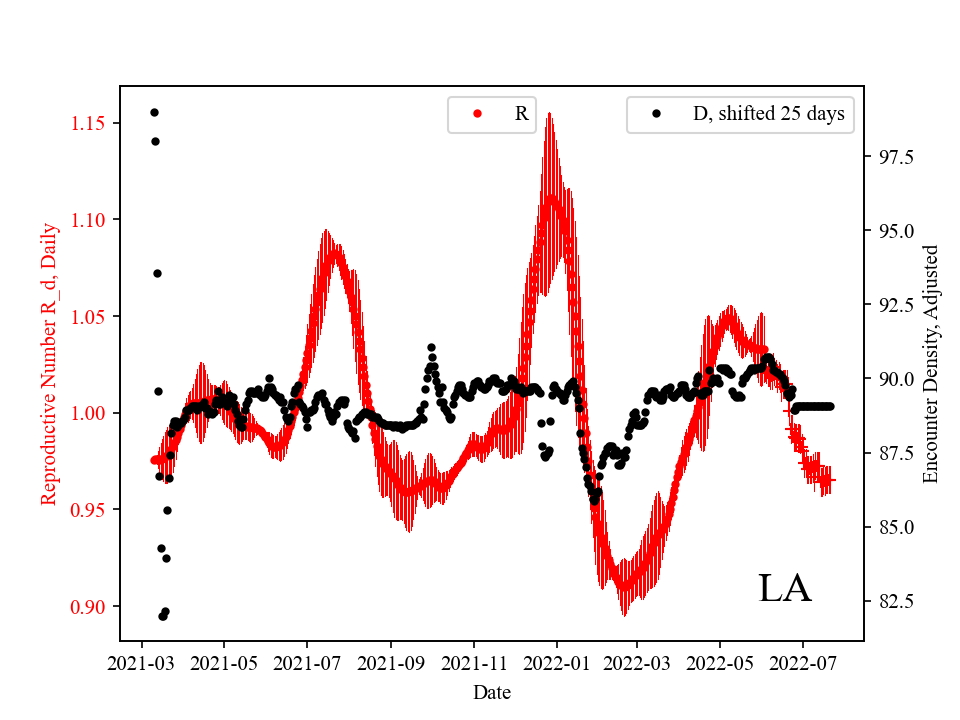 R
D, shifted 25 days
1.15
1.10
1.05
1.00
0.95
0.90
Reproductive Number R_d, Daily
97.5
95.0
92.5
90.0
87.5
85.0
82.5
Encounter Density, Adjusted
LA
2021-03 2021-05 2021-07 2021-09 2021-11 2022-01 2022-03 2022-05 2022-07
Date